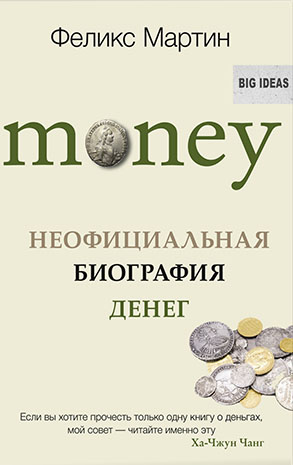 Феликс Мартин
BIG IDEAS
money
НЕОФИЦИАЛЬНАЯ
БИОГРАФИЯ
ДЕНЕГ
Если вы хотите прочесть только одну книгу о деньгах,
мой совет — читайте именно эту
Ха-Чжун Чанг